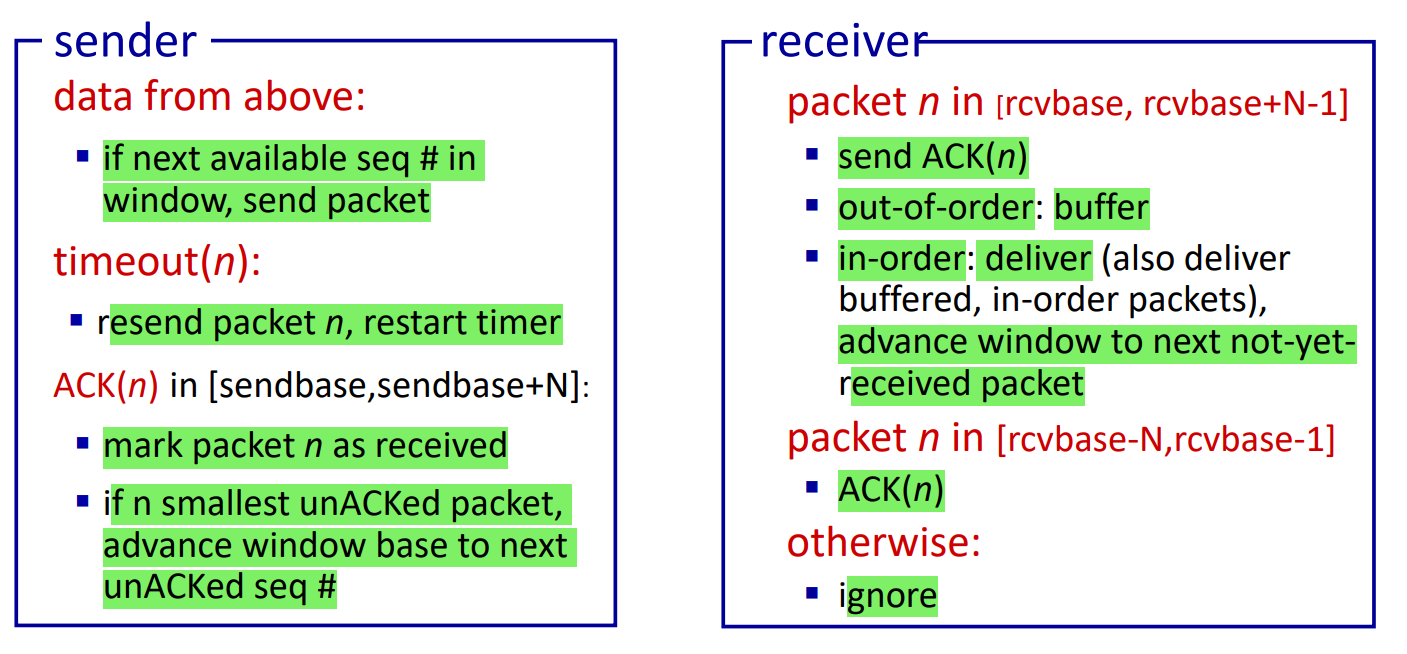 sender
data from above:
▪ if next available seq # in
window, send packet
timeout(n):
▪ resend packet n, restart timer
ACK(n) in [sendbase,sendbase+N]:
▪ mark packet n as received
▪ if n smallest unACKed packet,
advance window base to next
unACKed seq #
receiver
packet n in [rcvbase, rcvbase+N-1]
▪ send ACK(n)
▪ out-of-order: buffer
▪ in-order: deliver (also deliver
buffered, in-order packets),
advance window to next not-yet-
received packet
packet n in [rcvbase-N,rcvbase-1]
▪ ACK(n)
otherwise:
▪ ignore